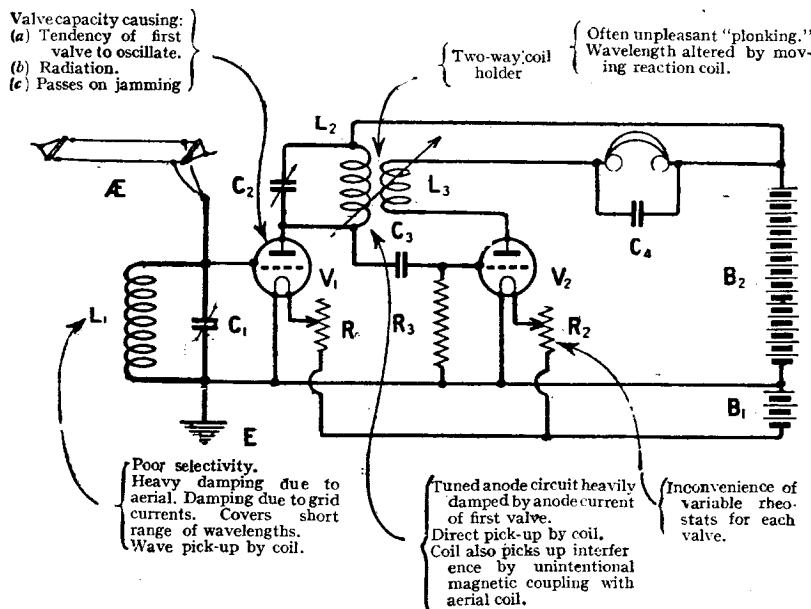 Valve capacity causing:
(a) Tendency of first
valve to oscillate.
(b) Radiation.
(c) Passes on jamming
Two-way coil
holder
Often unpleasant "plonking."
Wavelength altered by mov-
ing reaction coil.
Æ
L2
C2
L3
C3
C4
V1
V2
L1
C1
R
R3
R2
B2
B1
E
Poor selectivity.
Heavy damping due to
aerial. Damping due to grid
currents. Covers short
range of wavelengths.
Wave pick-up by coil.
Tuned anode circuit heavily
damped by anode current
of first valve.
Direct pick-up by coil.
Coil also picks up interfer
ence by unintentional
magnetic coupling with
aerial coil.
Inconvenience of
variable rheo-
stats for each
valve.